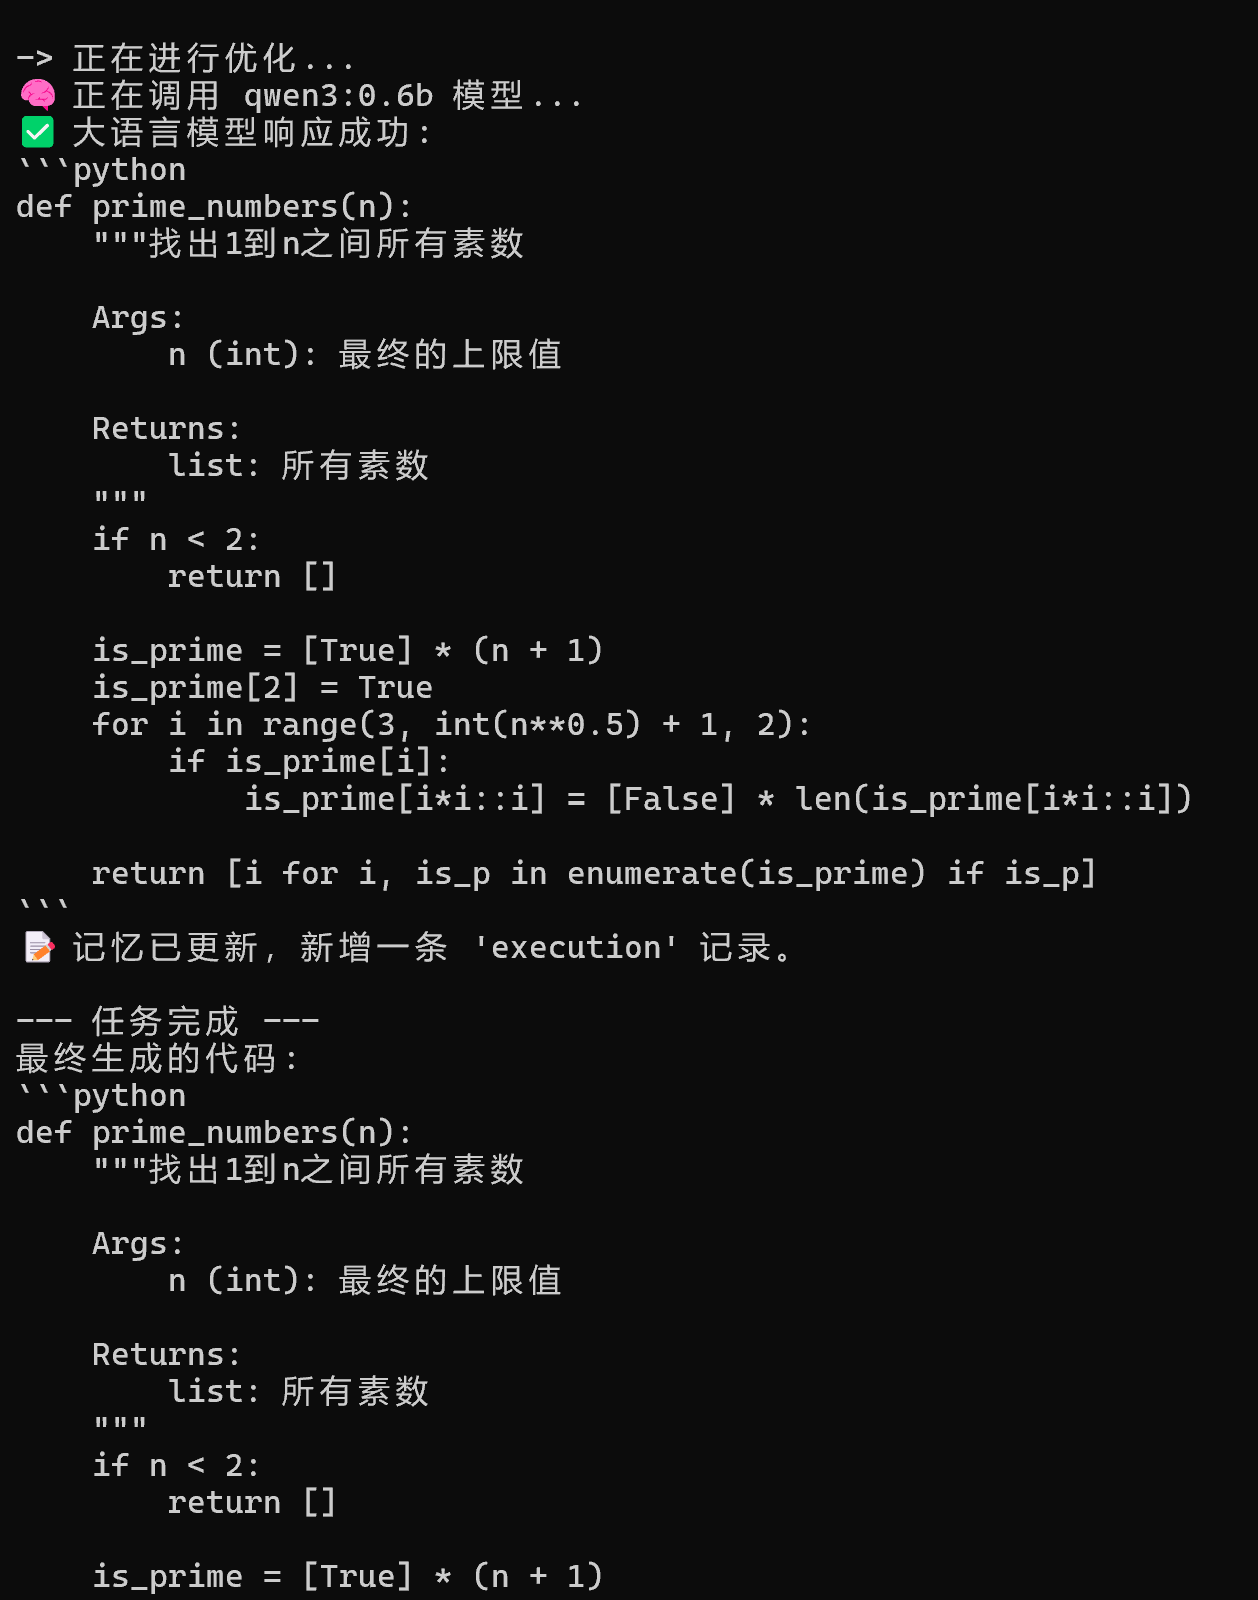 -> 正在进行优化...
🧠 正在调用 qwen3:0.6b 模型...
✅ 大语言模型响应成功:
```python
def prime_numbers(n):
    """找出1到n之间所有素数

    Args:
        n (int): 最终的上限值

    Returns:
        list: 所有素数
    """
    if n < 2:
        return []

    is_prime = [True] * (n + 1)
    is_prime[2] = True
    for i in range(3, int(n**0.5) + 1, 2):
        if is_prime[i]:
            is_prime[i*i::i] = [False] * len(is_prime[i*i::i])

    return [i for i, is_p in enumerate(is_prime) if is_p]
```
📝 记忆已更新，新增一条 'execution' 记录。

--- 任务完成 ---
最终生成的代码:
```python
def prime_numbers(n):
    """找出1到n之间所有素数

    Args:
        n (int): 最终的上限值

    Returns:
        list: 所有素数
    """
    if n < 2:
        return []

    is_prime = [True] * (n + 1)